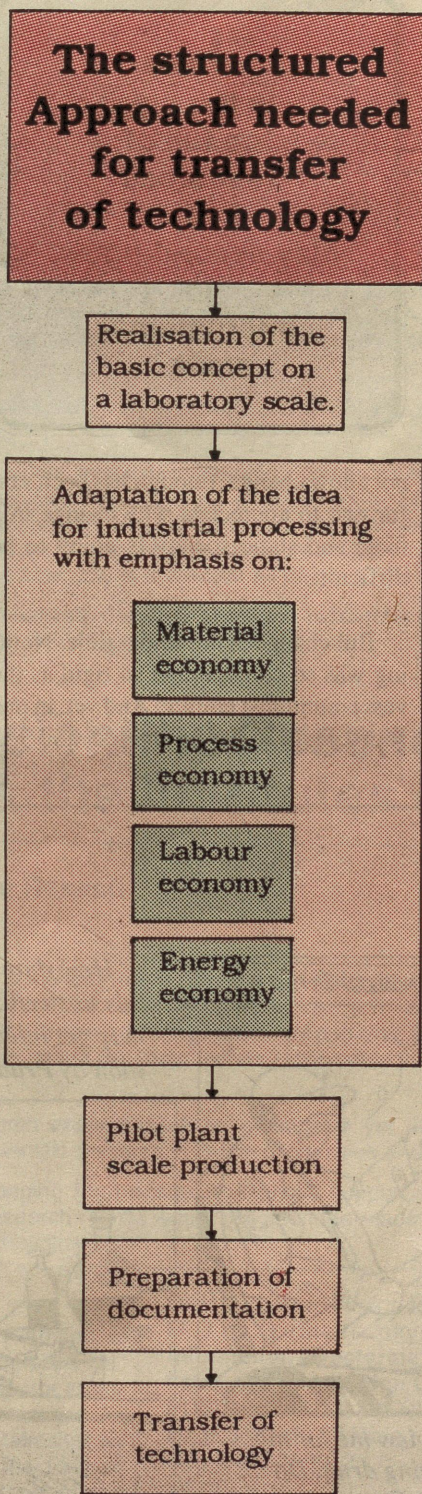 The structured
Approach needed
for transfer
of technology
Realisation of the
basic concept on
a laboratory scale.
Adaptation of the idea
for industrial processing
with emphasis on:
Material
economy
Process
economy
Labour
economy
Energy
economy
Pilot plant
scale production
Preparation of
documentation
Transfer of
technology